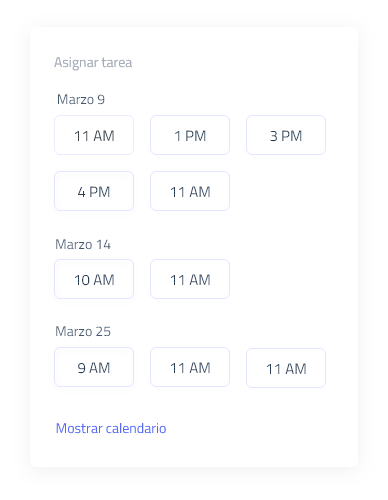 Asignar tarea
Marzo 9
11 AM 1 PM 3 PM
4 PM 11 AM
Marzo 14
10 AM 11 AM
Marzo 25
9 AM 11 AM 11 AM
Mostrar calendario